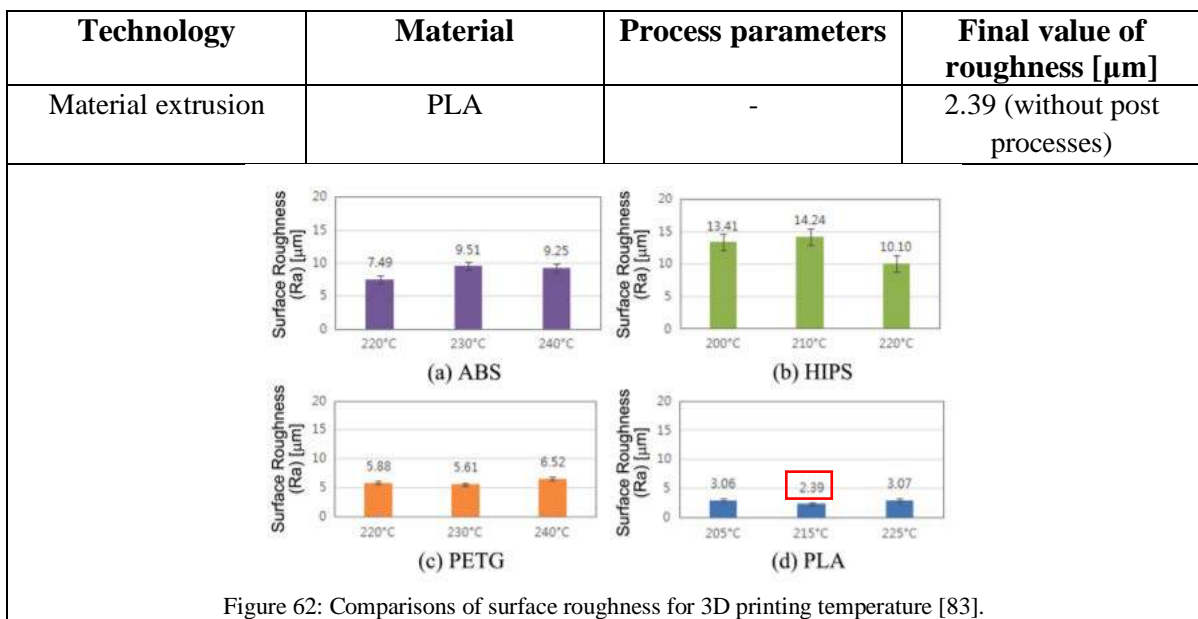 Technology Material Process parameters Final value of
roughness [µm]
Material extrusion PLA - 2.39 (without post
processes)
Surface Roughness
(Ra) [µm]
20
15
10
5
0
7.49
9.51
9.25
220°C 230°C 240°C
(a) ABS
Surface Roughness
(Ra) [µm]
20
15
10
5
0
13.41
14.24
10.10
200°C 210°C 220°C
(b) HIPS
Surface Roughness
(Ra) [µm]
20
15
10
5
0
5.88
5.61
6.52
220°C 230°C 240°C
(c) PETG
Surface Roughness
(Ra) [µm]
20
15
10
5
0
3.06
2.39
3.07
205°C 215°C 225°C
(d) PLA
Figure 62: Comparisons of surface roughness for 3D printing temperature [83].